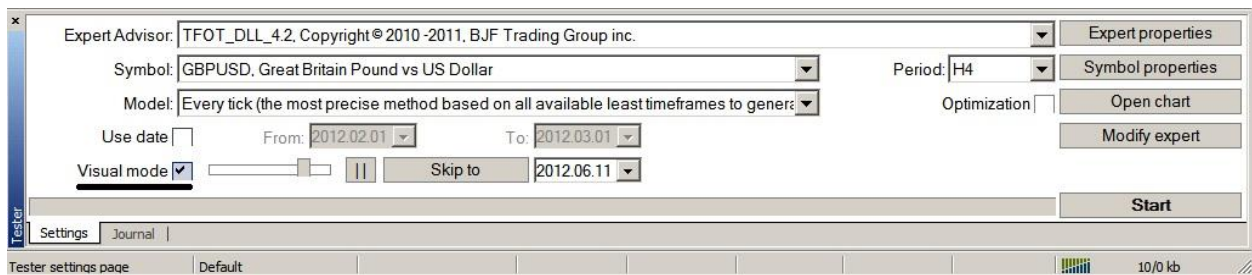 Expert Advisor: TFOT_DLL_4.2, Copyright © 2010 -2011, BJF Trading Group inc. Expert properties
Symbol: GBPUSD, Great Britain Pound vs US Dollar Period: H4 Symbol properties
Model: Every tick (the most precise method based on all available least timeframes to genera Optimization Open chart
Use date From: 2012.02.01 To: 2012.03.01 Modify expert
Visual mode Skip to 2012.06.11
Start
Tester
Settings Journal
Tester settings page Default 10/0 kb